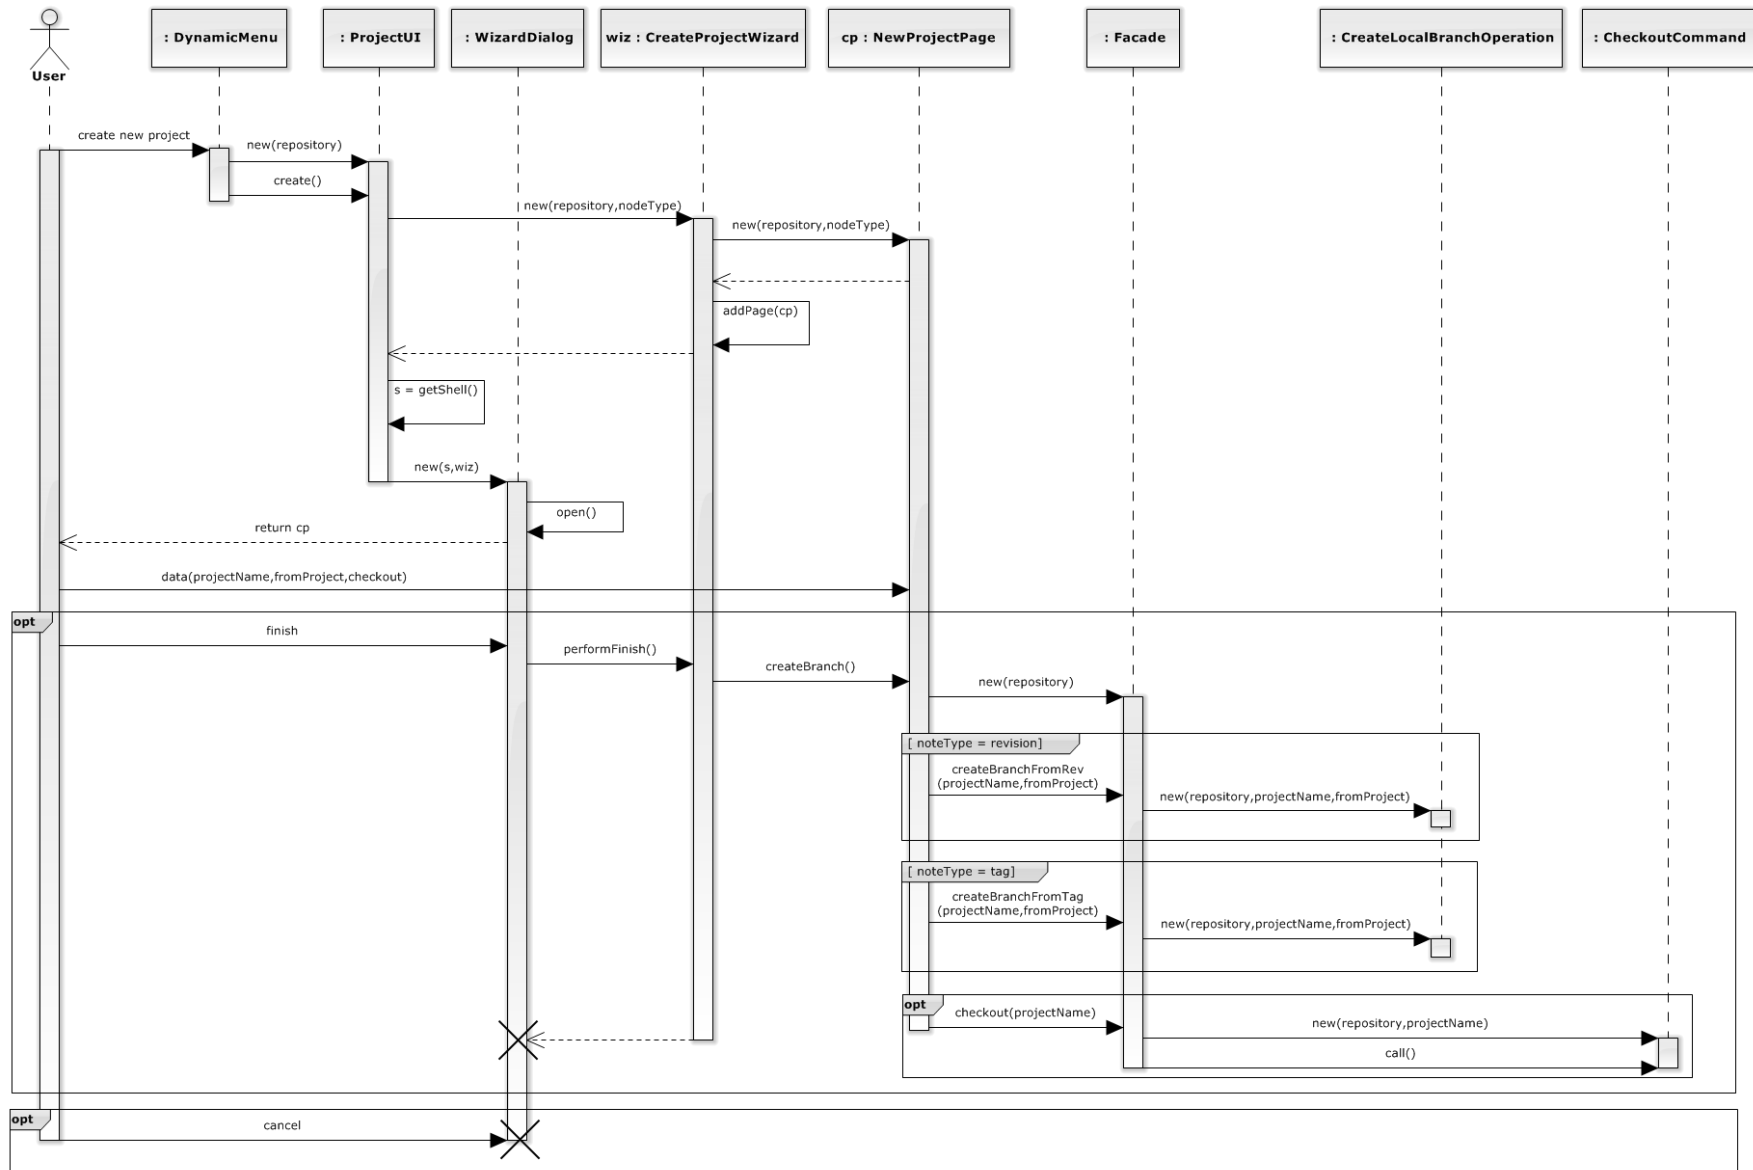 : DynamicMenu
: ProjectUI
: WizardDialog
wiz : CreateProjectWizard
cp : NewProjectPage
: Facade
: CreateLocalBranchOperation
: CheckoutCommand
User
create new project
new(repository)
create()
new(repository,nodeType)
new(repository,nodeType)
addPage(cp)
s = getShell()
new(s,wiz)
open()
return cp
data(projectName,fromProject,checkout)
opt
finish
performFinish()
createBranch()
new(repository)
[ noteType = revision]
createBranchFromRev
(projectName,fromProject)
new(repository,projectName,fromProject)
[ noteType = tag]
createBranchFromTag
(projectName,fromProject)
new(repository,projectName,fromProject)
opt
checkout(projectName)
new(repository,projectName)
call()
opt
cancel